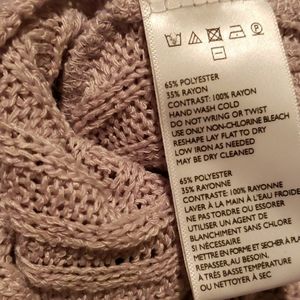 65% POLYESTER
35% RAYON
CONTRAST: 100% RAYON
HAND WASH COLD
DO NOT WRING OR TWIST
USE ONLY NON-CHLORINE BLEACH
RESHAPE LAY FLAT TO DRY
LOW IRON AS NEEDED
MAY BE DRY CLEANED
65% POLYESTER
35% RAYONNE
CONTRASTE: 100% RAYONNE
LAVER À LA MAIN À L'EAU FROIDE
NE PAS TORDRE OU ESSORER
UTILISER UN AGENT DE
BLANCHIMENT SANS CHLORE
SI NÉCESSAIRE
METTRE EN FORME ET SÉCHER À PLAT
REPASSER, AU BESOIN,
À TRÈS BASSE TEMPÉRATURE
OU NETTOYER À SEC